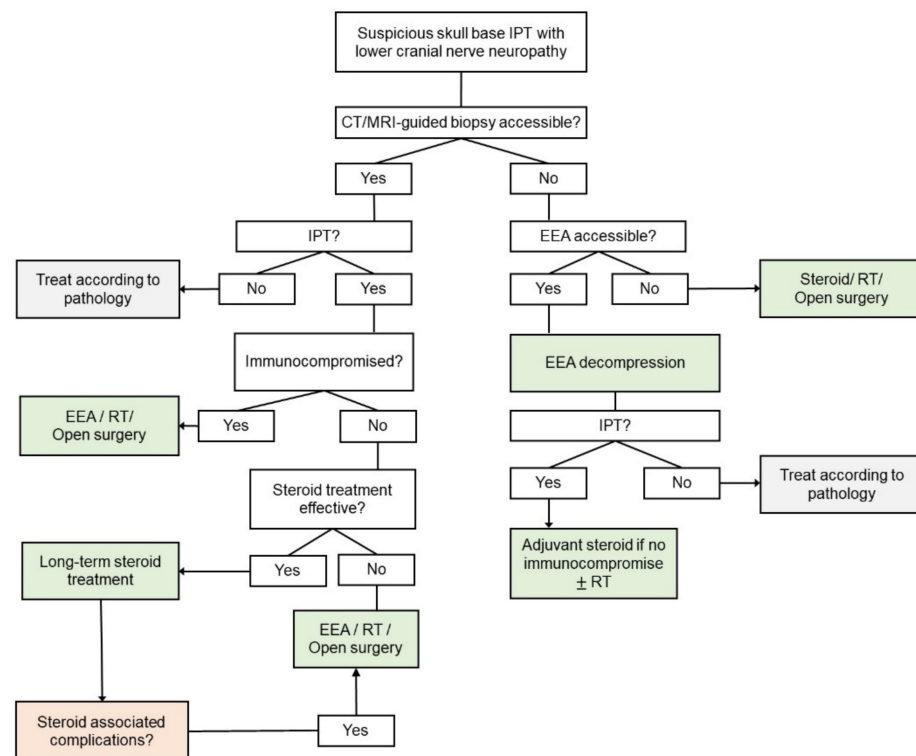 Suspicious skull base IPT with
lower cranial nerve neuropathy
CT/MRI-guided biopsy accessible?
Yes
No
IPT?
EEA accessible?
Treat according to
pathology
No
Yes
Yes
No
Steroid/ RT/
Open surgery
Immunocompromised?
EEA decompression
EEA / RT/
Open surgery
Yes
No
IPT?
Steroid treatment
effective?
Yes
No
Treat according to
pathology
Long-term steroid
treatment
Yes
No
Adjuvant steroid if no
immunocompromise
± RT
EEA / RT /
Open surgery
Steroid associated
complications?
Yes